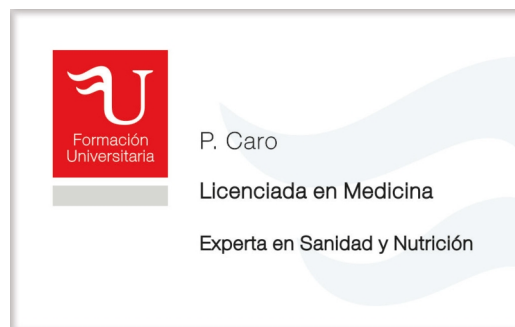 U
Formación
Universitaria
P. Caro
Licenciada en Medicina
Experta en Sanidad y Nutrición